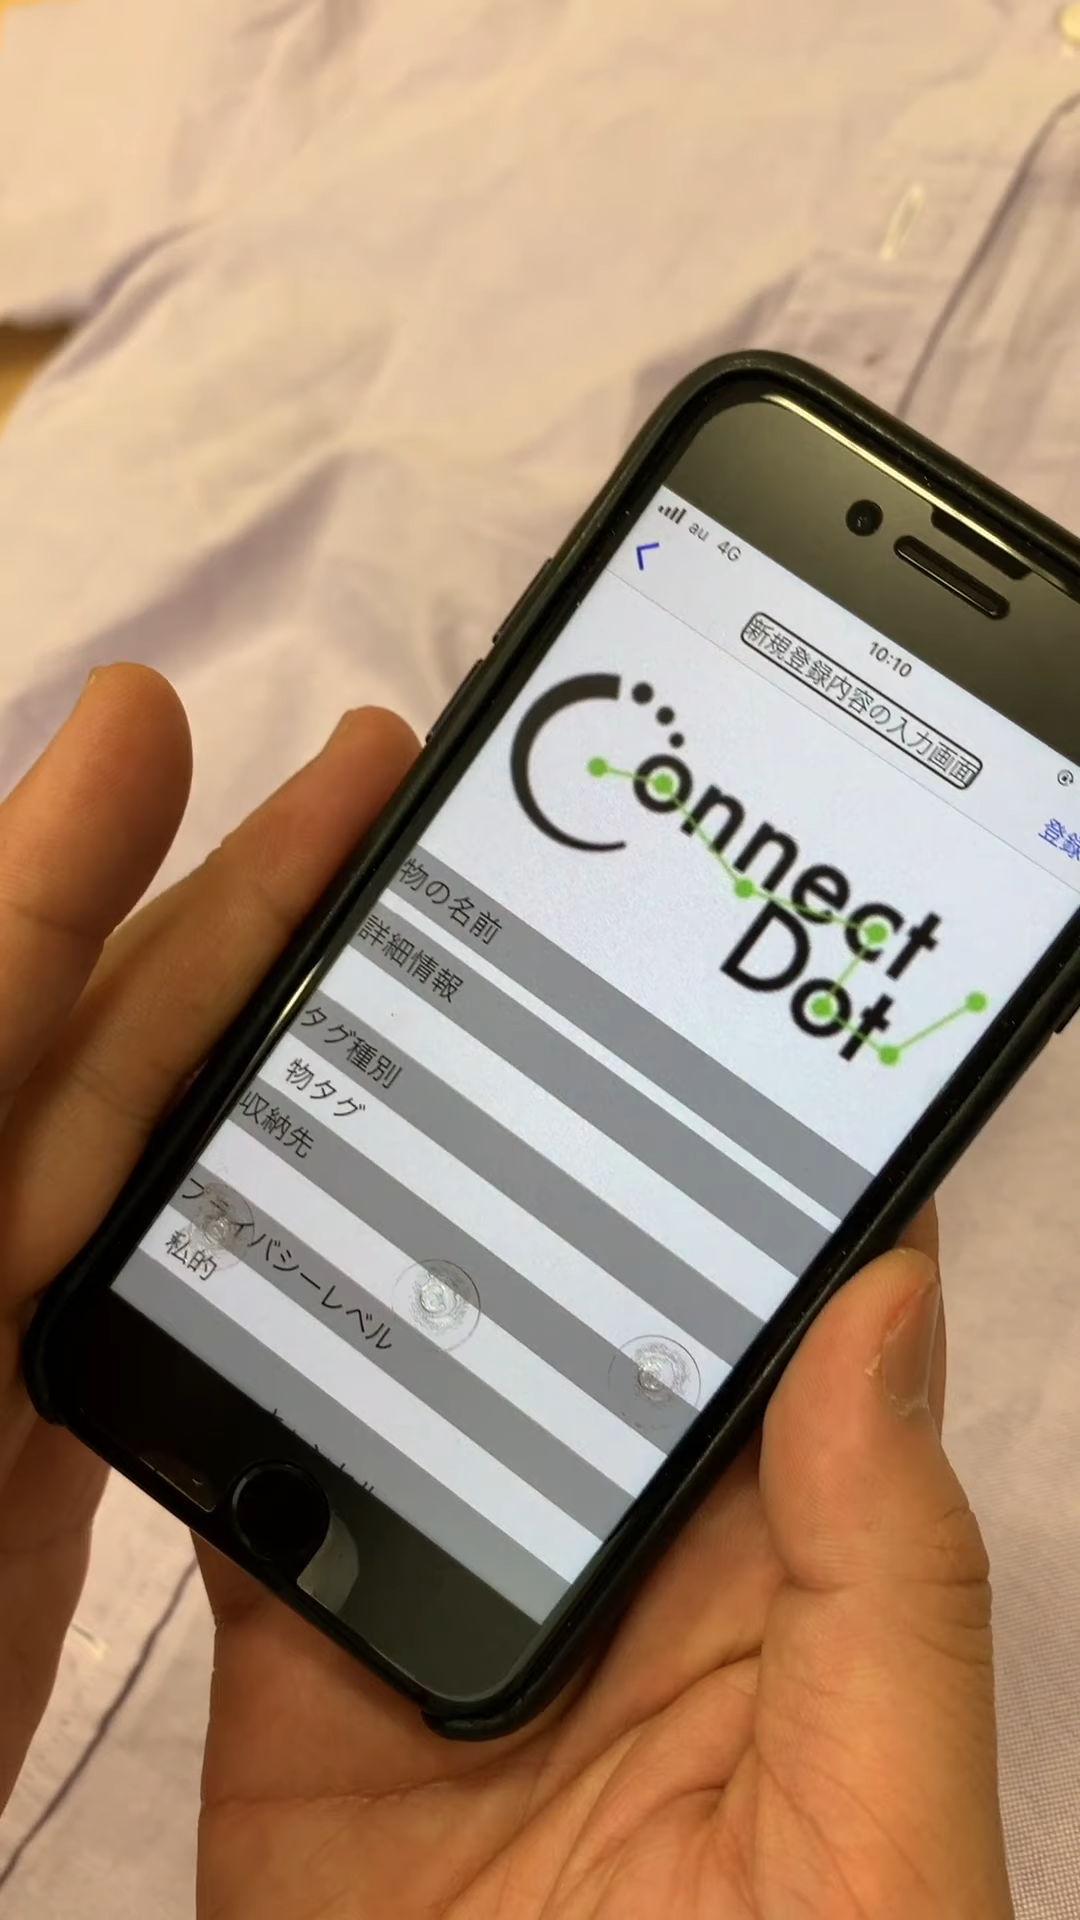 au 4G
10:10
新規登録内容の入力画面
登録
Connect
Dot
物の名前
詳細情報
タグ種別
物タグ
収納先
プライバシーレベル
私的